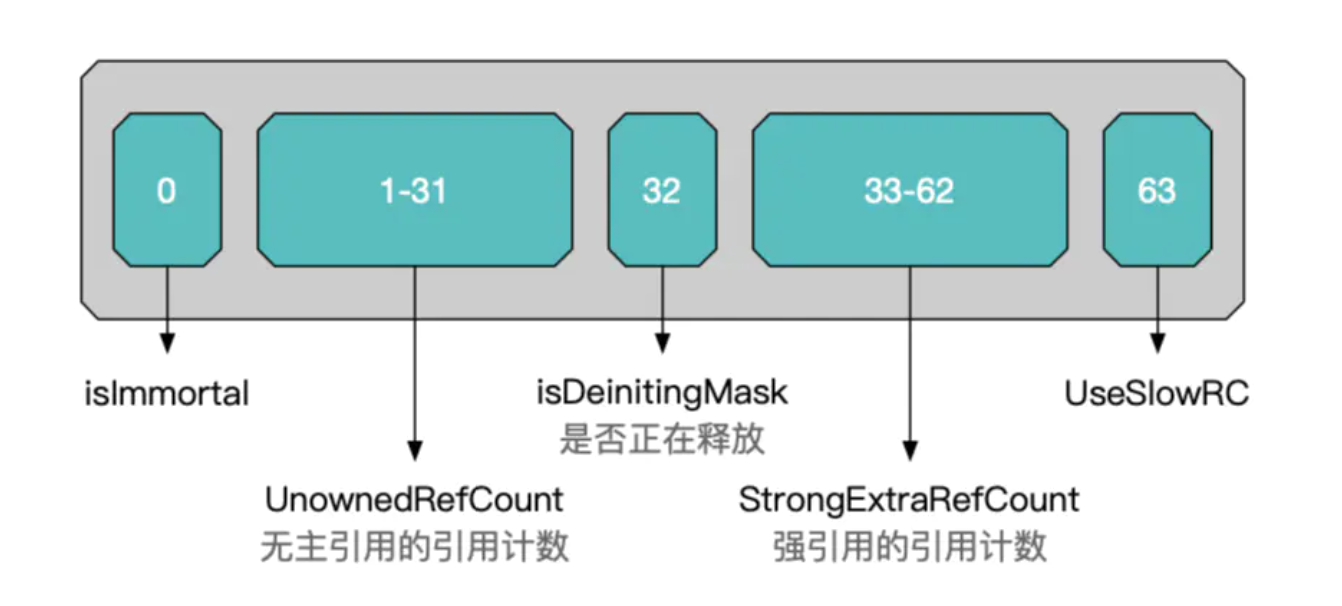 0
1-31
32
33-62
63
isImmortal
isDeinitingMask
是否正在释放
UseSlowRC
UnownedRefCount
无主引用的引用计数
StrongExtraRefCount
强引用的引用计数